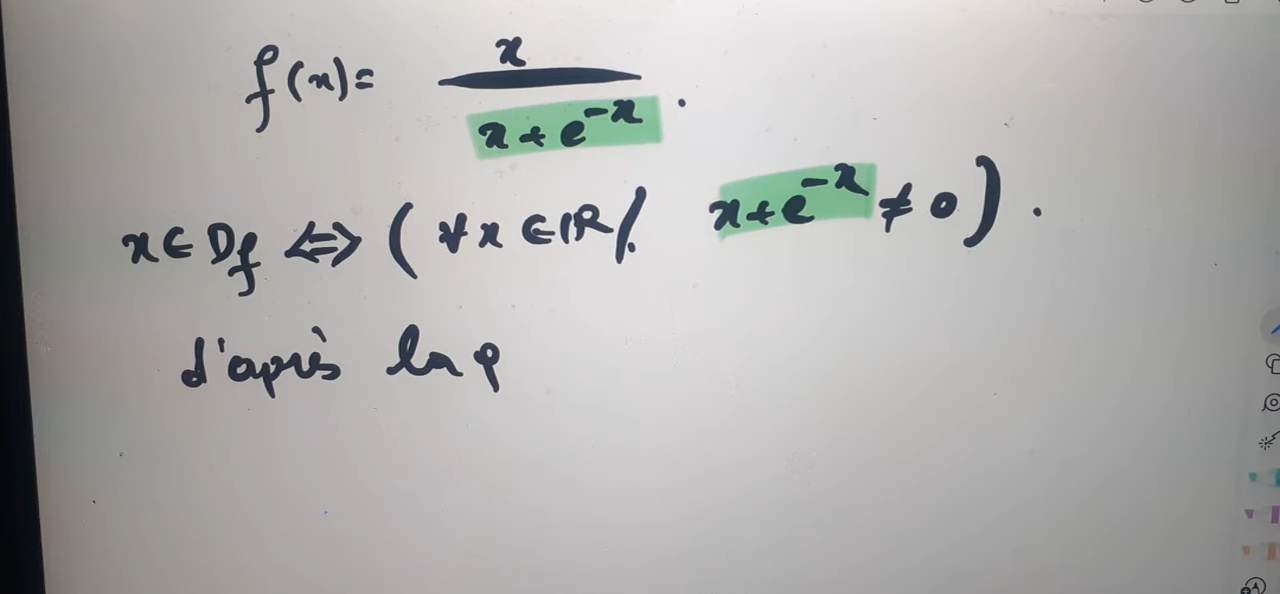 f(x)= x / x+e^-x .
x ∈ Df ⟺ ( ∀x ∈ ℝ /. x+e^-x ≠ 0 ) .
d'après la p